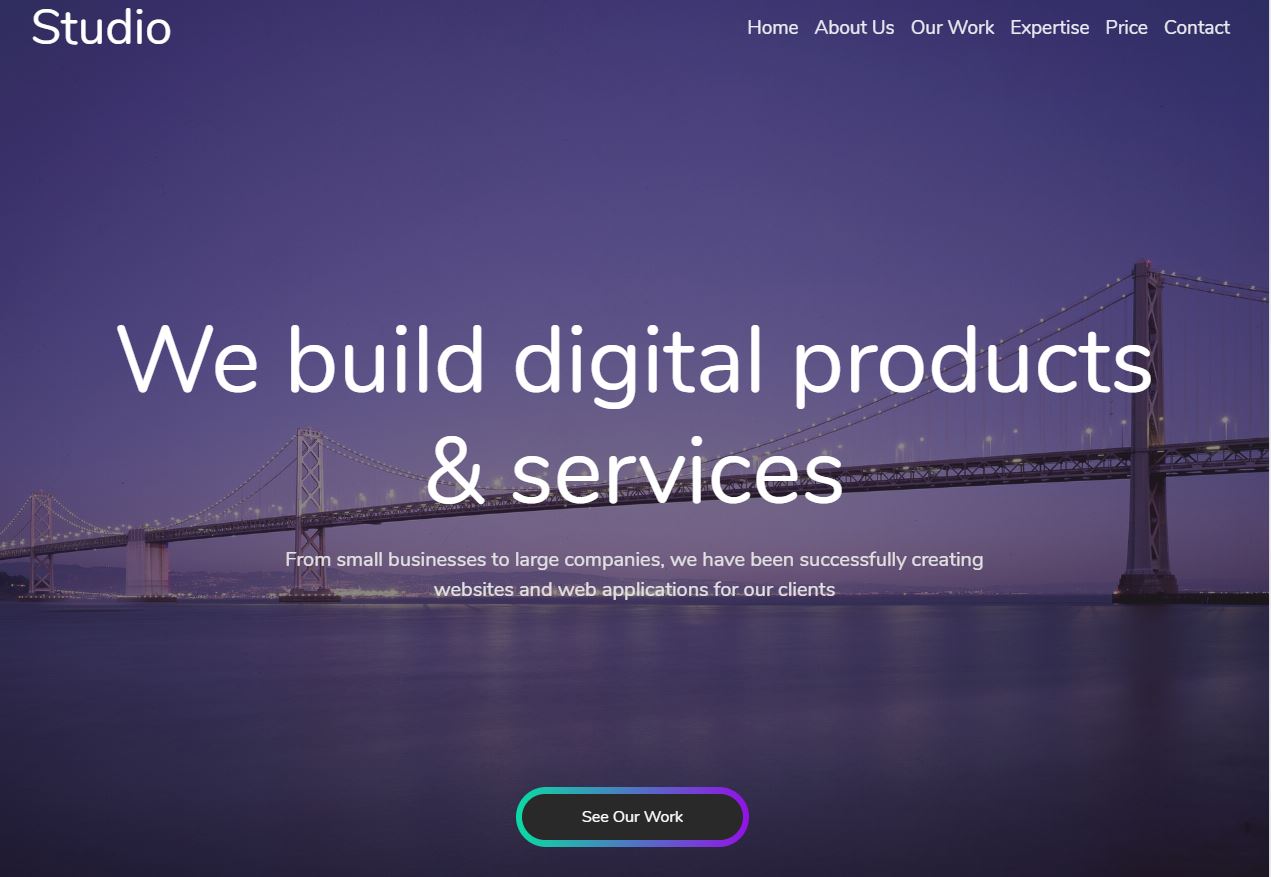 Studio
Home About Us Our Work Expertise Price Contact
We build digital products
& services
From small businesses to large companies, we have been successfully creating
websites and web applications for our clients
See Our Work